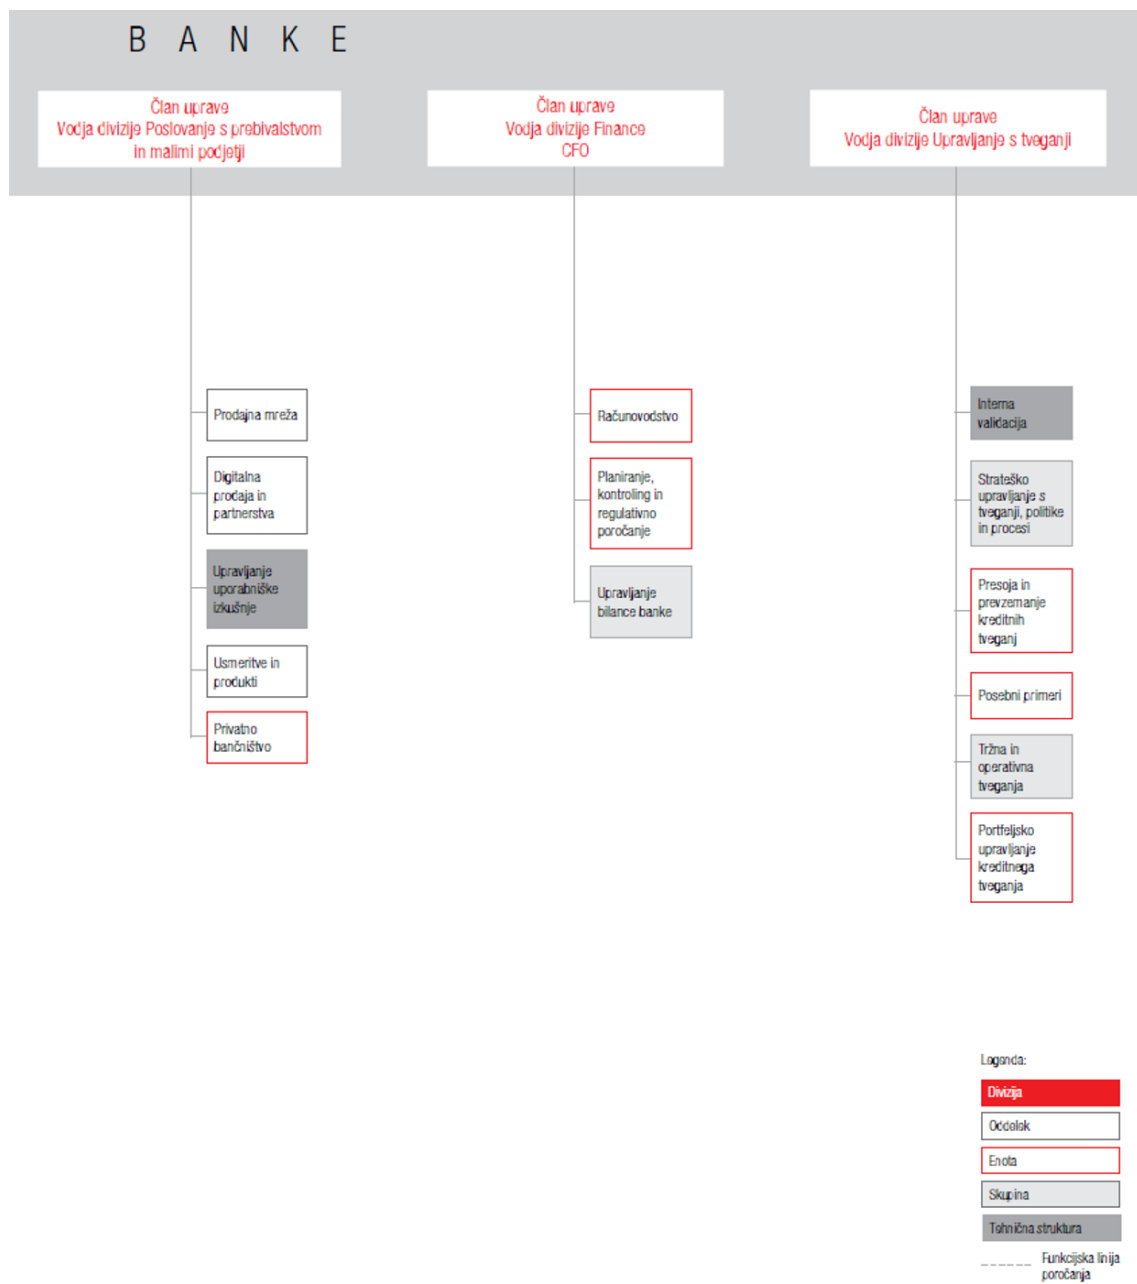 B A N K E
Član uprave
Vodja divizije Poslovanje s prebivalstvom
in malimi podjetji
Član uprave
Vodja divizije Finance
CFO
Član uprave
Vodja divizije Upravljanje s tveganji
Prodajna mreža
Digitalna
prodaja in
partnerstva
Upravljanje
uporabniške
izkušnje
Usmeritve in
produkti
Privatno
bančništvo
Računovodstvo
Planiranje,
kontroling in
regulativno
poročanje
Upravljanje
bilance banke
Interna
validacija
Strateško
upravljanje s
tveganji, politike
in procesi
Presoja in
prevzemanje
kreditnih
tveganj
Posebni primeri
Tržna in
operativna
tveganja
Portfeljsko
upravljanje
kreditnega
tveganja
Legenda:
Divizija
Oddelek
Enota
Skupina
Tehnična struktura
Funkcijska linija
poročanja